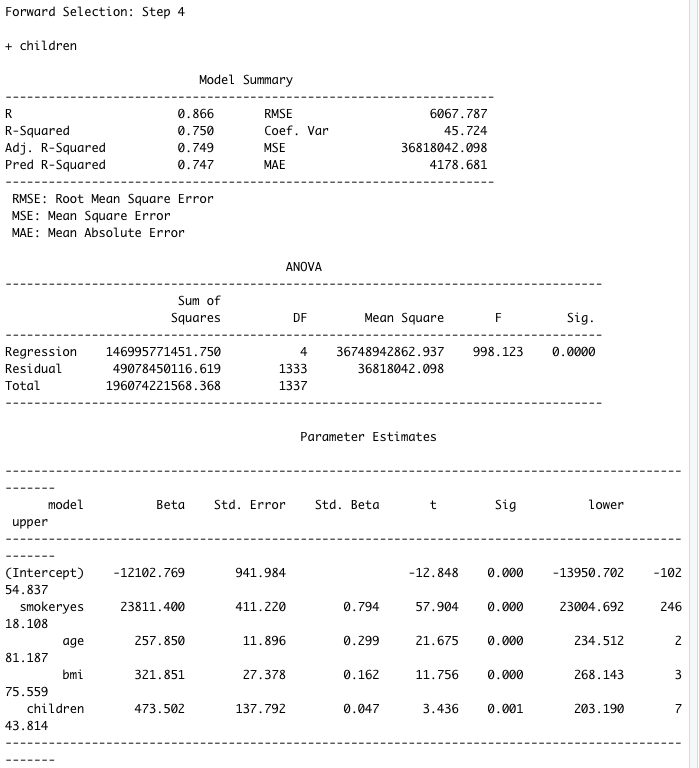 Forward Selection: Step 4
+ children
Model Summary
--------------------------------------------------------------------
R                       0.866       RMSE                    6067.787
R-Squared               0.750       Coef. Var                 45.724
Adj. R-Squared          0.749       MSE                 36818042.098
Pred R-Squared          0.747       MAE                     4178.681
--------------------------------------------------------------------
 RMSE: Root Mean Square Error
 MSE: Mean Square Error
 MAE: Mean Absolute Error
ANOVA
-----------------------------------------------------------------------------------
Sum of
Squares          DF        Mean Square       F         Sig.
-----------------------------------------------------------------------------------
Regression    146995771451.750           4    36748942862.937    998.123    0.0000
Residual       49078450116.619        1333       36818042.098
Total         196074221568.368        1337
-----------------------------------------------------------------------------------
Parameter Estimates
----------------------------------------------------------------------------------------------
-------
      model          Beta    Std. Error    Std. Beta       t        Sig          lower
 upper
----------------------------------------------------------------------------------------------
-------
(Intercept)    -12102.769       941.984                 -12.848    0.000    -13950.702    -102
54.837
  smokeryes     23811.400       411.220        0.794     57.904    0.000     23004.692     246
18.108
        age       257.850        11.896        0.299     21.675    0.000       234.512       2
81.187
        bmi       321.851        27.378        0.162     11.756    0.000       268.143       3
75.559
   children       473.502       137.792        0.047      3.436    0.001       203.190       7
43.814
----------------------------------------------------------------------------------------------
-------